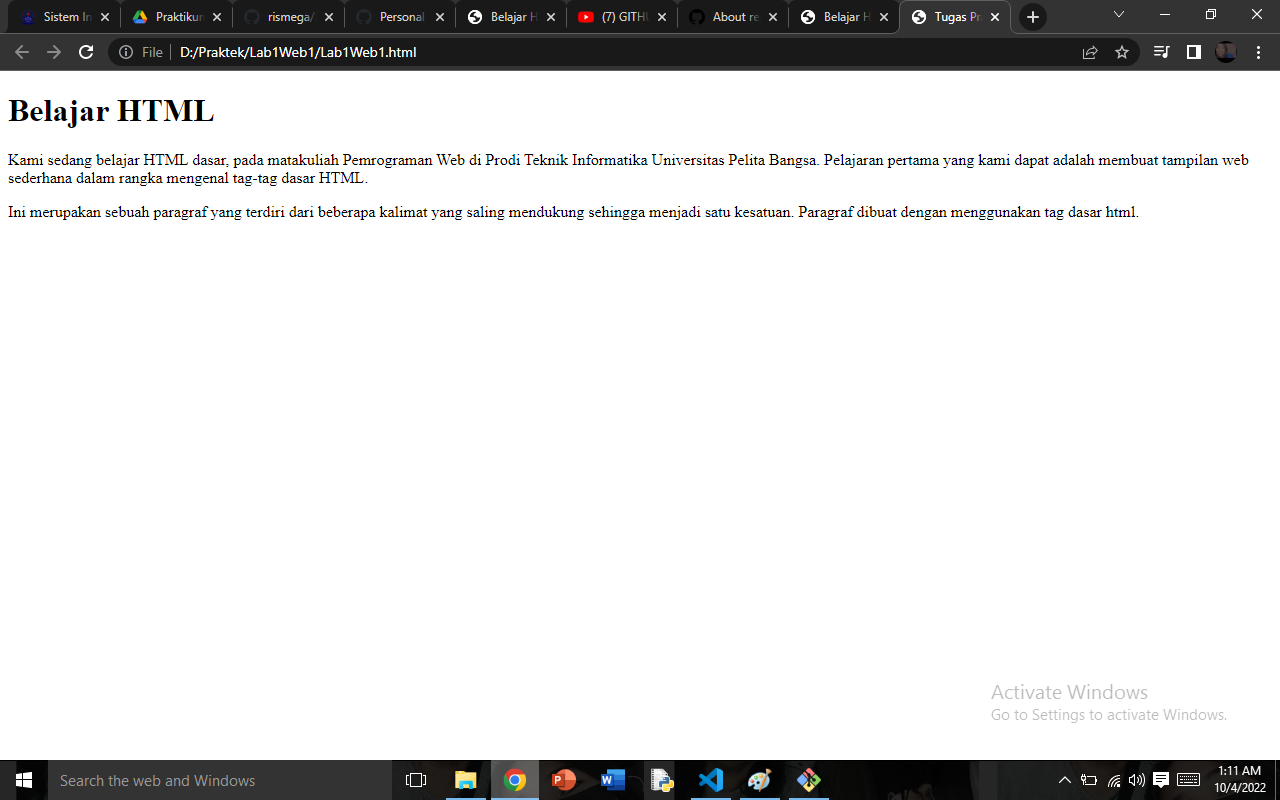 Sistem In
Praktikun
rismega/
Personal
Belajar H
(7) GITHU
About re
Belajar H
Tugas Pr
File
D:/Praktek/Lab1Web1/Lab1Web1.html
Belajar HTML
Kami sedang belajar HTML dasar, pada matakuliah Pemrograman Web di Prodi Teknik Informatika Universitas Pelita Bangsa. Pelajaran pertama yang kami dapat adalah membuat tampilan web
sederhana dalam rangka mengenal tag-tag dasar HTML.
Ini merupakan sebuah paragraf yang terdiri dari beberapa kalimat yang saling mendukung sehingga menjadi satu kesatuan. Paragraf dibuat dengan menggunakan tag dasar html.
Activate Windows
Go to Settings to activate Windows.
Search the web and Windows
1:11 AM
10/4/2022